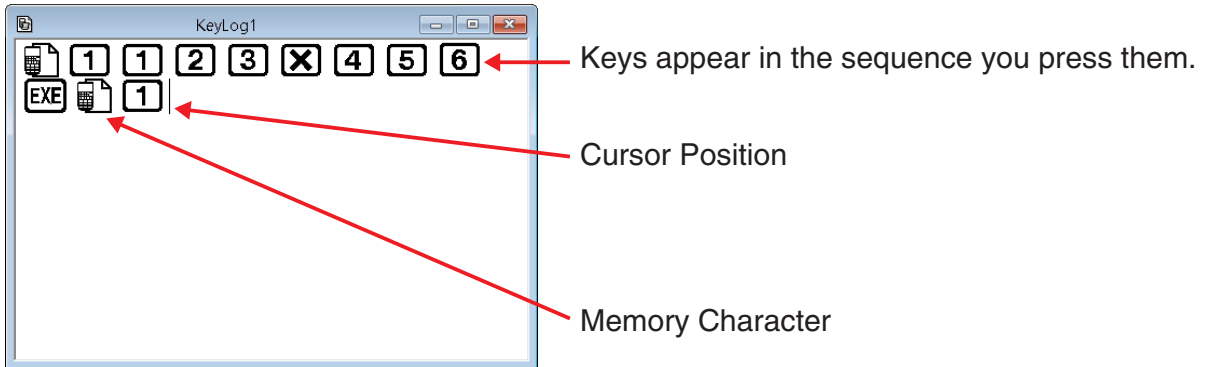 KeyLog1
1 1 2 3 X 4 5 6
EXE 1
Keys appear in the sequence you press them.
Cursor Position
Memory Character